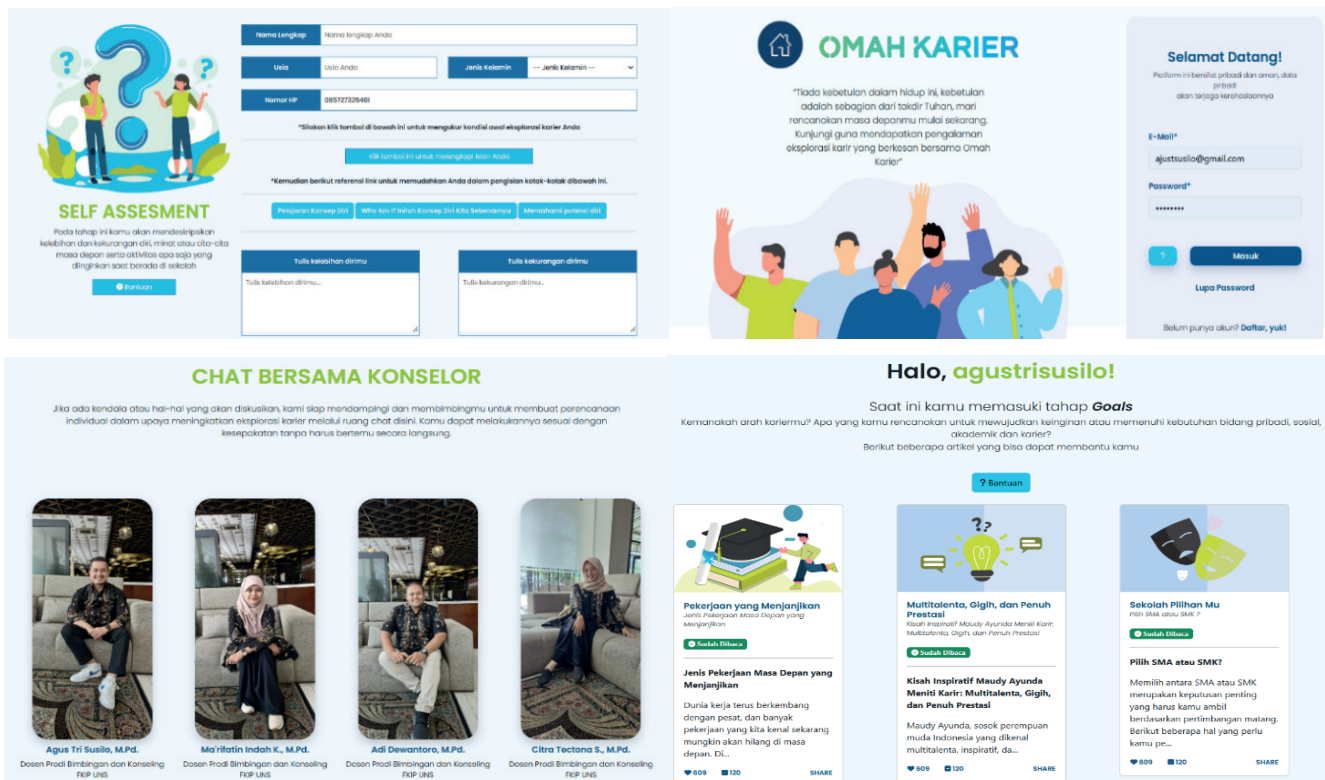 Nama Lengkap
Nama lengkap Anda
Usia
Usia Anda
Jenis Kelamin
--- Jenis Kelamin ---
Nomor HP
085727325461
*Silakan klik tombol di bawah ini untuk mengukur kondisi awal eksplorasi karier Anda
Klik tombol ini untuk melengkapi isian Anda
*Kemudian berikut referensi link untuk memudahkan Anda dalam pengisian kotak-kotak dibawah ini.
Pelajaran Konsep Diri
Who Am I? Inilah Konsep Diri Kita Sebenarnya
Memahami potensi diri
SELF ASSESMENT
Pada tahap ini kamu akan mendeskripsikan
kelebihan dan kekurangan diri, minat atau cita-cita
masa depan serta aktivitas apa saja yang
diinginkan saat berada di sekolah
Bantuan
Tulis kelebihan dirimu
Tulis kelebihan dirimu...
Tulis kekurangan dirimu
Tulis kekurangan dirimu..
OMAH KARIER
"Tiada kebetulan dalam hidup ini, kebetulan
adalah sebagian dari takdir Tuhan, mari
rencanakan masa depanmu mulai sekarang.
Kunjungi guna mendapatkan pengalaman
eksplorasi karir yang berkesan bersama Omah
Karier"
Selamat Datang!
Platform ini bersifat pribadi dan aman, data
pribadi
akan terjaga kerahasiaannya
E-Mail*
ajustsusilo@gmail.com
Password*
••••••••
?
Masuk
Lupa Password
Belum punya akun? Daftar, yuk!
CHAT BERSAMA KONSELOR
Jika ada kendala atau hal-hal yang akan diskusikan, kami siap mendampingi dan membimbingmu untuk membuat perencanaan
individual dalam upaya meningkatkan eksplorasi karier melalui ruang chat disini. Kamu dapat melakukannya sesuai dengan
kesepakatan tanpa harus bertemu secara langsung.
Agus Tri Susilo, M.Pd.
Dosen Prodi Bimbingan dan Konseling
FKIP UNS
Ma'rifatin Indah K., M.Pd.
Dosen Prodi Bimbingan dan Konseling
FKIP UNS
Adi Dewantoro, M.Pd.
Dosen Prodi Bimbingan dan Konseling
FKIP UNS
Citra Tectona S., M.Pd.
Dosen Prodi Bimbingan dan Konseling
FKIP UNS
Halo, agustrisusilo!
Saat ini kamu memasuki tahap Goals
Kemanakah arah kariermu? Apa yang kamu rencanakan untuk mewujudkan keinginan atau memenuhi kebutuhan bidang pribadi, sosial,
akademik dan karier?
Berikut beberapa artikel yang bisa dapat membantu kamu
? Bantuan
Pekerjaan yang Menjanjikan
Jenis Pekerjaan Masa Depan yang
Menjanjikan
Sudah Dibaca
Jenis Pekerjaan Masa Depan yang
Menjanjikan
Dunia kerja terus berkembang
dengan pesat, dan banyak
pekerjaan yang kita kenal sekarang
mungkin akan hilang di masa
depan. Di...
609 120 SHARE
Multitalenta, Gigih, dan Penuh
Prestasi
Kisah Inspiratif Maudy Ayunda Meniti Karir:
Multitalenta, Gigih, dan Penuh Prestasi
Sudah Dibaca
Kisah Inspiratif Maudy Ayunda
Meniti Karir: Multitalenta, Gigih,
dan Penuh Prestasi
Maudy Ayunda, sosok perempuan
muda Indonesia yang dikenal
multitalenta, inspiratif, da...
609 120 SHARE
Sekolah Pilihan Mu
Pilih SMA atau SMK ?
Sudah Dibaca
Pilih SMA atau SMK?
Memilih antara SMA atau SMK
merupakan keputusan penting
yang harus kamu ambil
berdasarkan pertimbangan matang.
Berikut beberapa hal yang perlu
kamu pe...
609 120 SHARE